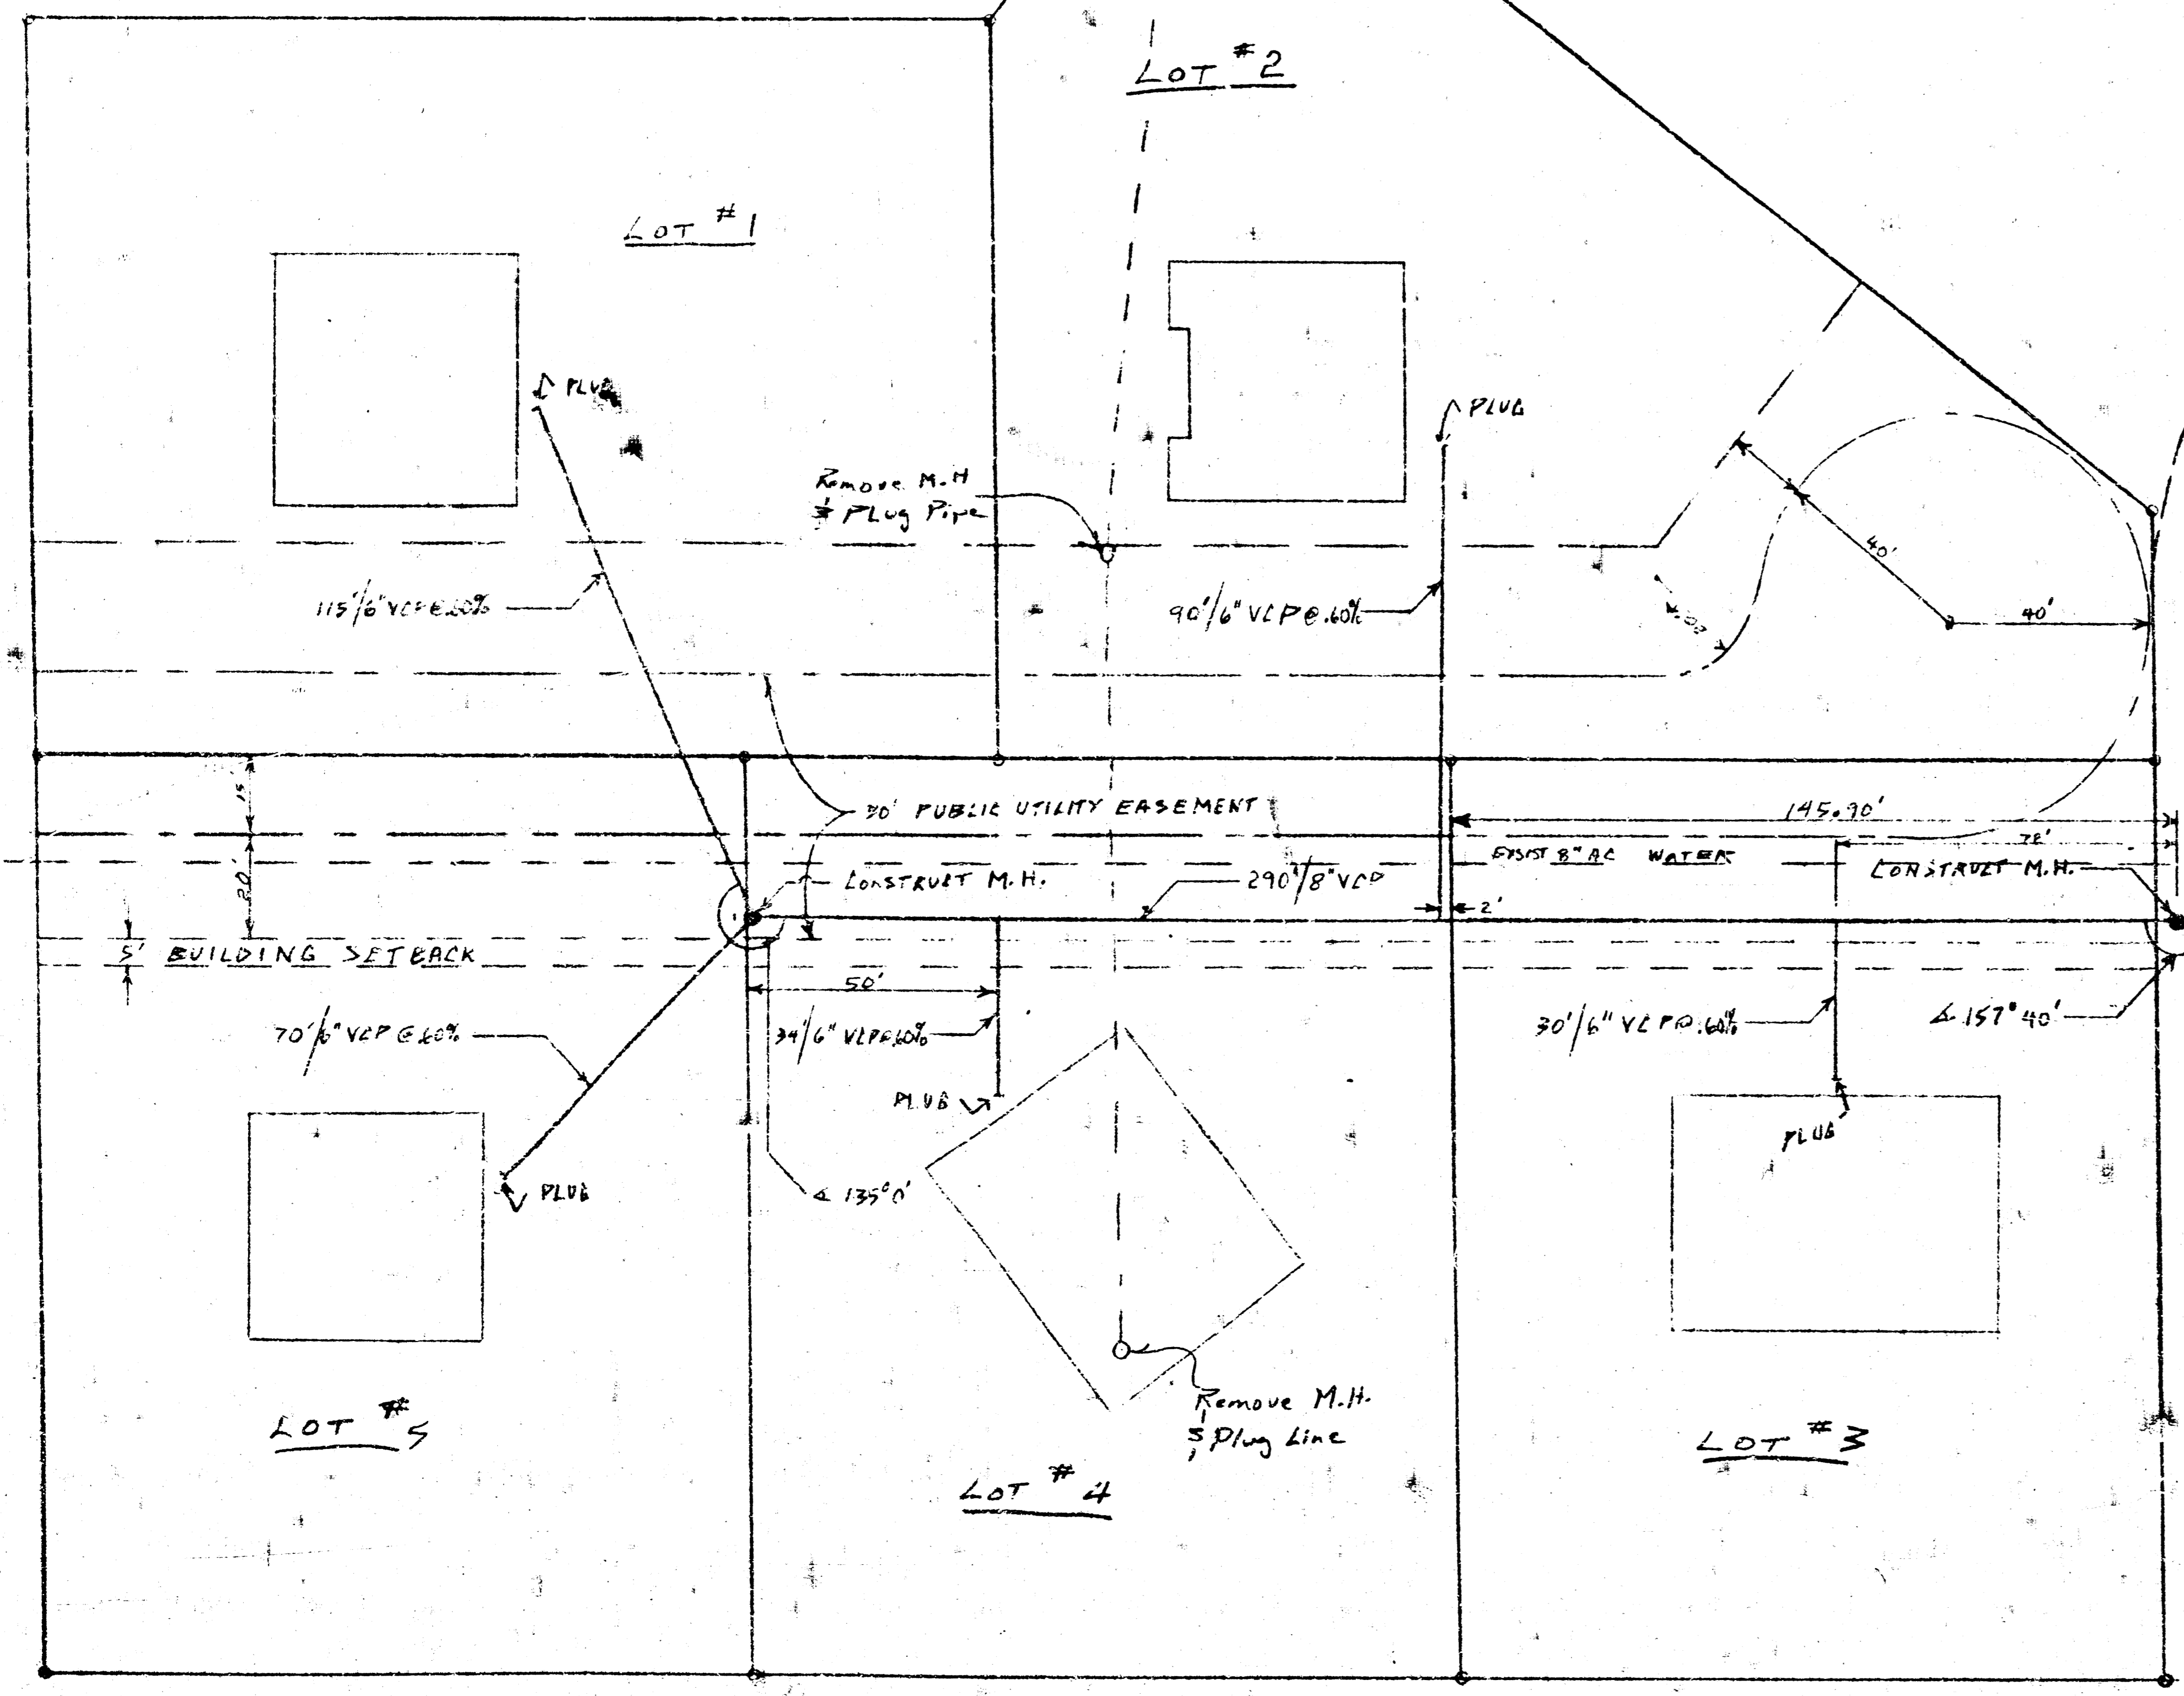 LOT #2
LOT #1
PLUG
PLUG
Remove M.H
& Plug Pipe
40'
115'/6" VCP @ .60%
90'/6" VCP @ .60%
40'
15'
30' PUBLIC UTILITY EASEMENT
145.90'
78'
EXSIST 8" AC WATER
20'
CONSTRUCT M.H.
290'/8" VCP
CONSTRUCT M.H.
2'
5' BUILDING SETBACK
50'
70'/6" VCP @ .60%
34'/6" VCP @ .60%
30'/6" VCP @ .60%
∡ 157° 40'
PLUG
PLUG
PLUG
∡ 135° 0'
Remove M.H.
& Plug Line
LOT #5
LOT #3
LOT #4